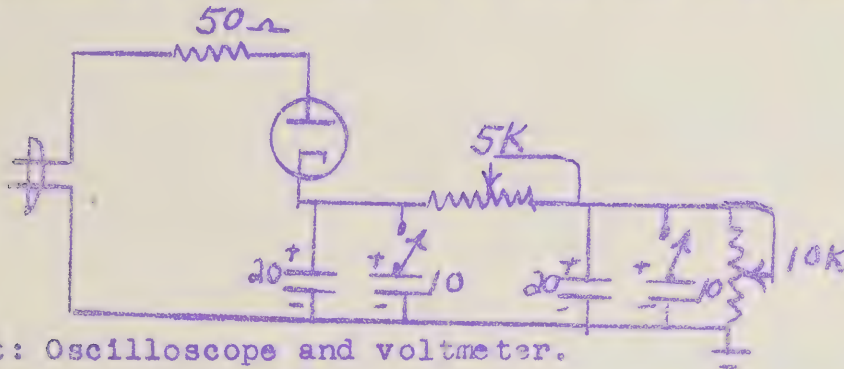 50Ω
5K
+ + + +
20 10 20 10 10K
- - - -
: Oscilloscope and voltmeter.